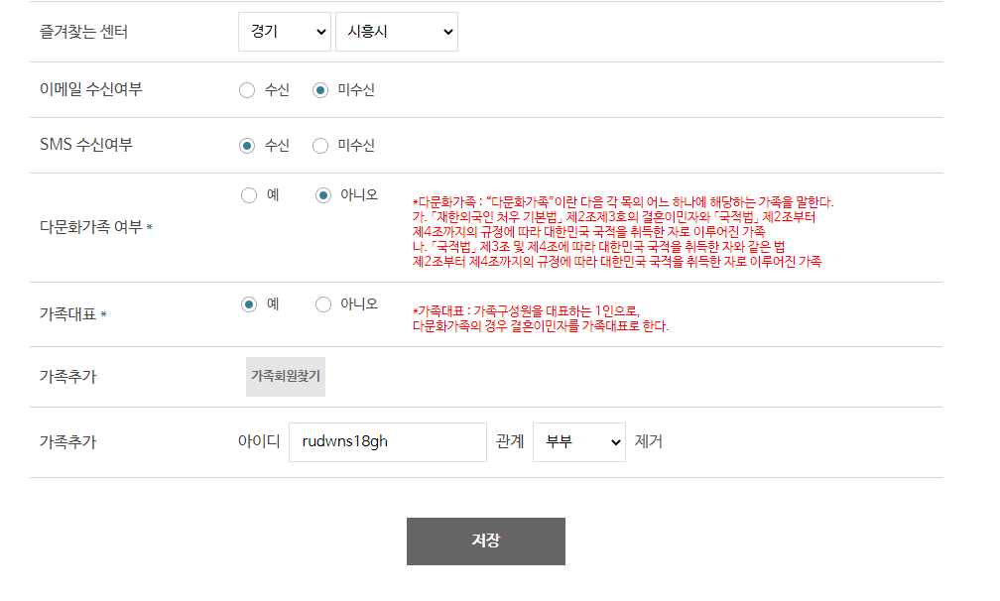 즐겨찾는 센터 경기 시흥시
이메일 수신여부 수신 미수신
SMS 수신여부 수신 미수신
다문화가족 여부 * 예 아니오
*다문화가족 : “다문화가족”이란 다음 각 목의 어느 하나에 해당하는 가족을 말한다.
가. 「재한외국인 처우 기본법」 제2조제3호의 결혼이민자와 「국적법」 제2조부터
제4조까지의 규정에 따라 대한민국 국적을 취득한 자로 이루어진 가족
나. 「국적법」 제3조 및 제4조에 따라 대한민국 국적을 취득한 자와 같은 법
제2조부터 제4조까지의 규정에 따라 대한민국 국적을 취득한 자로 이루어진 가족
가족대표 * 예 아니오
*가족대표 : 가족구성원을 대표하는 1인으로,
다문화가족의 경우 결혼이민자를 가족대표로 한다.
가족추가 가족회원찾기
가족추가 아이디 rudwns18gh 관계 부부 제거
저장